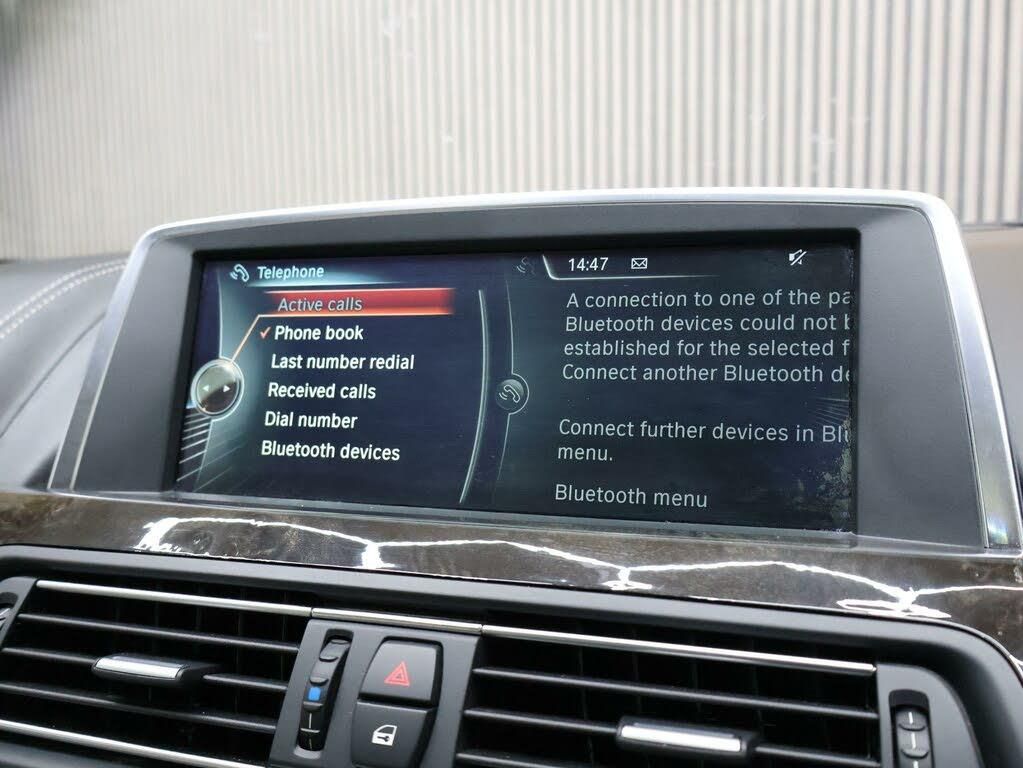 Telephone
14:47
Active calls
Phone book
Last number redial
Received calls
Dial number
Bluetooth devices
A connection to one of the pa
Bluetooth devices could not b
established for the selected f
Connect another Bluetooth de
Connect further devices in Blu
menu.
Bluetooth menu